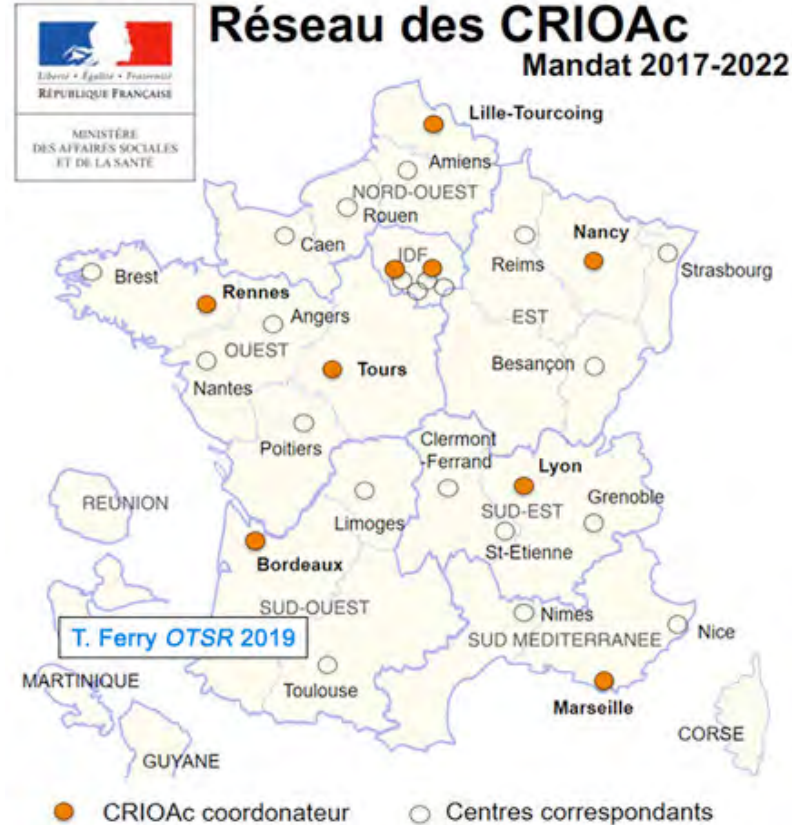 Réseau des CRIOAc
Mandat 2017-2022
Liberté • Égalité • Fraternité
RÉPUBLIQUE FRANÇAISE
MINISTÈRE
DES AFFAIRES SOCIALES
ET DE LA SANTÉ
Lille-Tourcoing
Amiens
NORD-OUEST
Rouen
Caen
IDF
Reims
Nancy
Strasbourg
Brest
Rennes
Angers
EST
OUEST
Tours
Besançon
Nantes
Poitiers
Clermont
-Ferrand
Lyon
REUNION
Limoges
SUD-EST
Grenoble
St-Etienne
Bordeaux
SUD-OUEST
Nimes
T. Ferry OTSR 2019
SUD MEDITERRANEE
Nice
MARTINIQUE
Toulouse
Marseille
CORSE
GUYANE
CRIOAc coordonateur
Centres correspondants